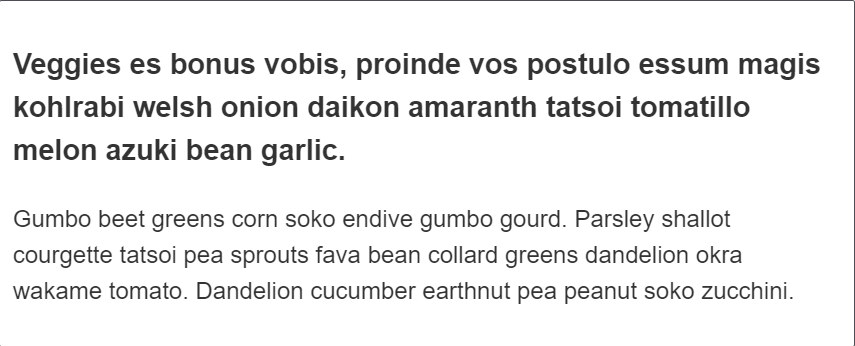 Veggies es bonus vobis, proinde vos postulo essum magis
kohlrabi welsh onion daikon amaranth tatsoi tomatillo
melon azuki bean garlic.
Gumbo beet greens corn soko endive gumbo gourd. Parsley shallot
courgette tatsoi pea sprouts fava bean collard greens dandelion okra
wakame tomato. Dandelion cucumber earthnut pea peanut soko zucchini.